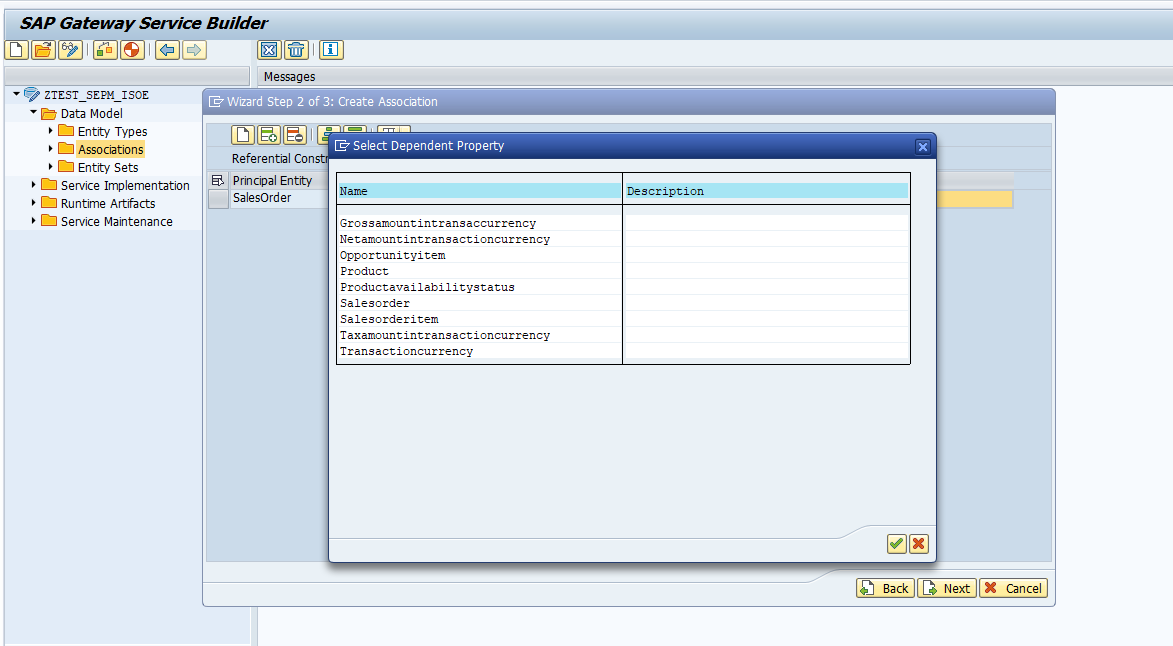 SAP Gateway Service Builder
Messages
ZTEST_SEPM_ISOE
Data Model
Entity Types
Associations
Entity Sets
Service Implementation
Runtime Artifacts
Service Maintenance
Wizard Step 2 of 3: Create Association
Referential Constr
Principal Entity
SalesOrder
Select Dependent Property
Name Description
Grossamountintransaccurrency
Netamountintransactioncurrency
Opportunityitem
Product
Productavailabilitystatus
Salesorder
Salesorderitem
Taxamountintransactioncurrency
Transactioncurrency
Back Next Cancel